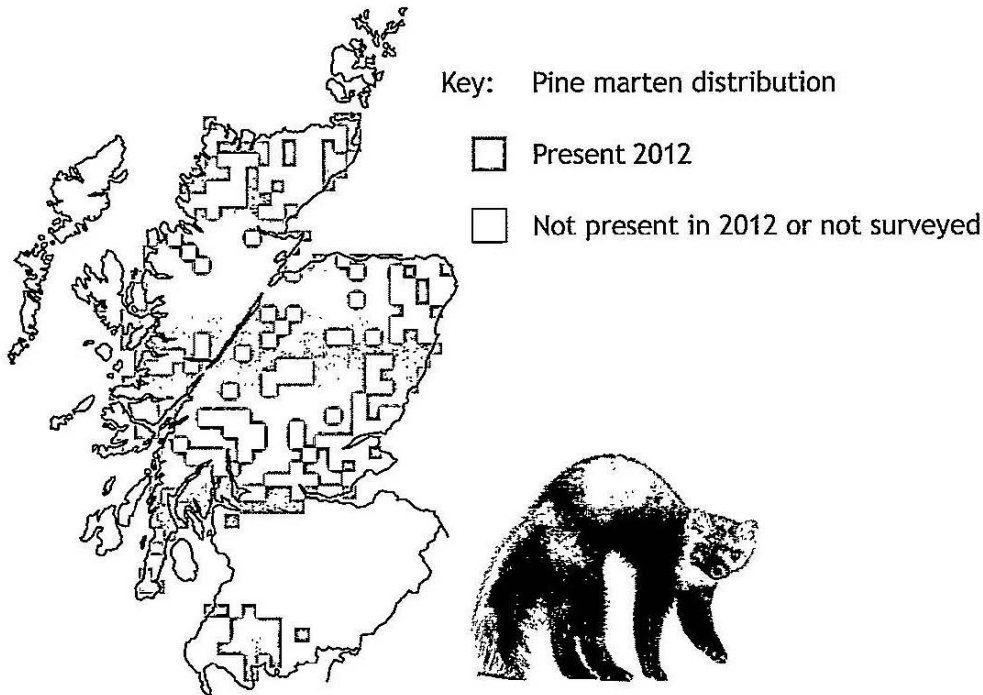 Key: Pine marten distribution
Present 2012
Not present in 2012 or not surveyed